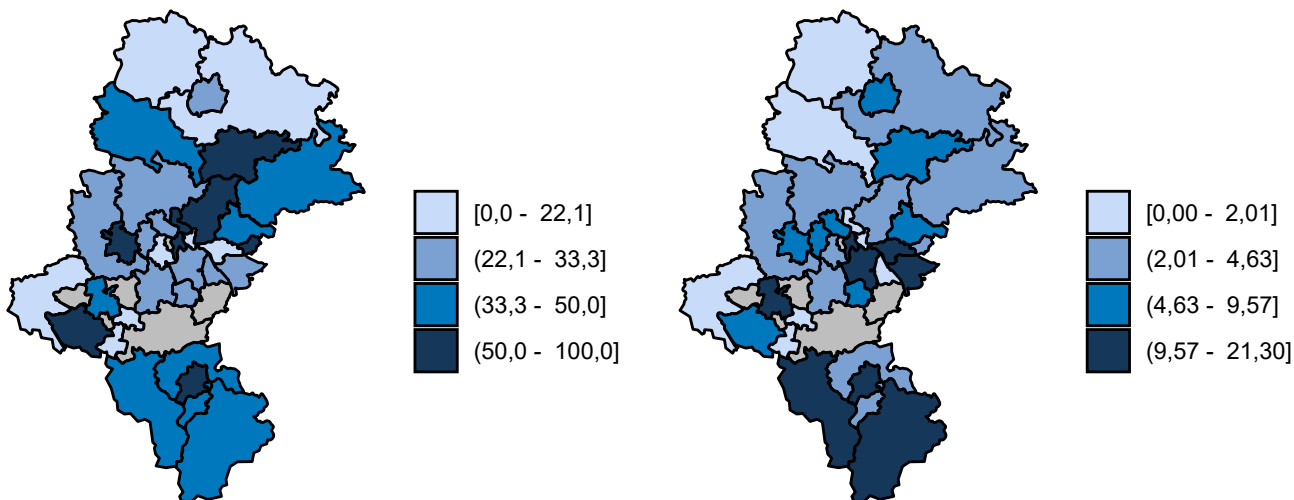 [0,0 - 22,1]
(22,1 - 33,3]
(33,3 - 50,0]
(50,0 - 100,0]
[0,00 - 2,01]
(2,01 - 4,63]
(4,63 - 9,57]
(9,57 - 21,30]